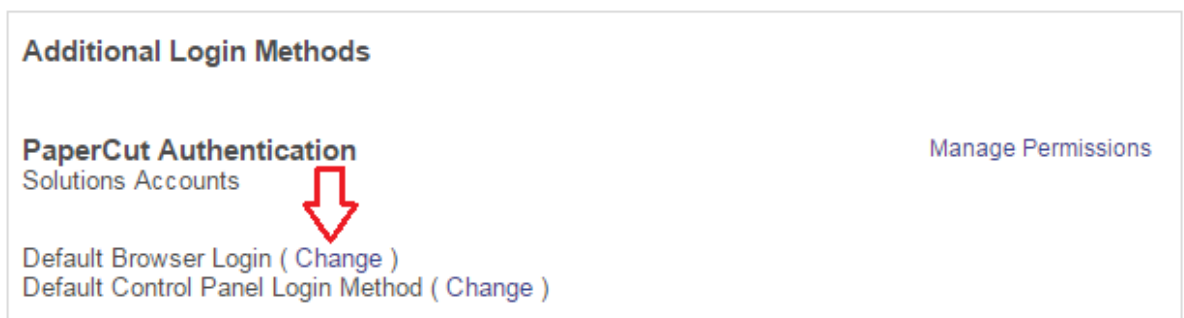 Additional Login Methods
PaperCut Authentication
Manage Permissions
Solutions Accounts
Default Browser Login ( Change )
Default Control Panel Login Method ( Change )